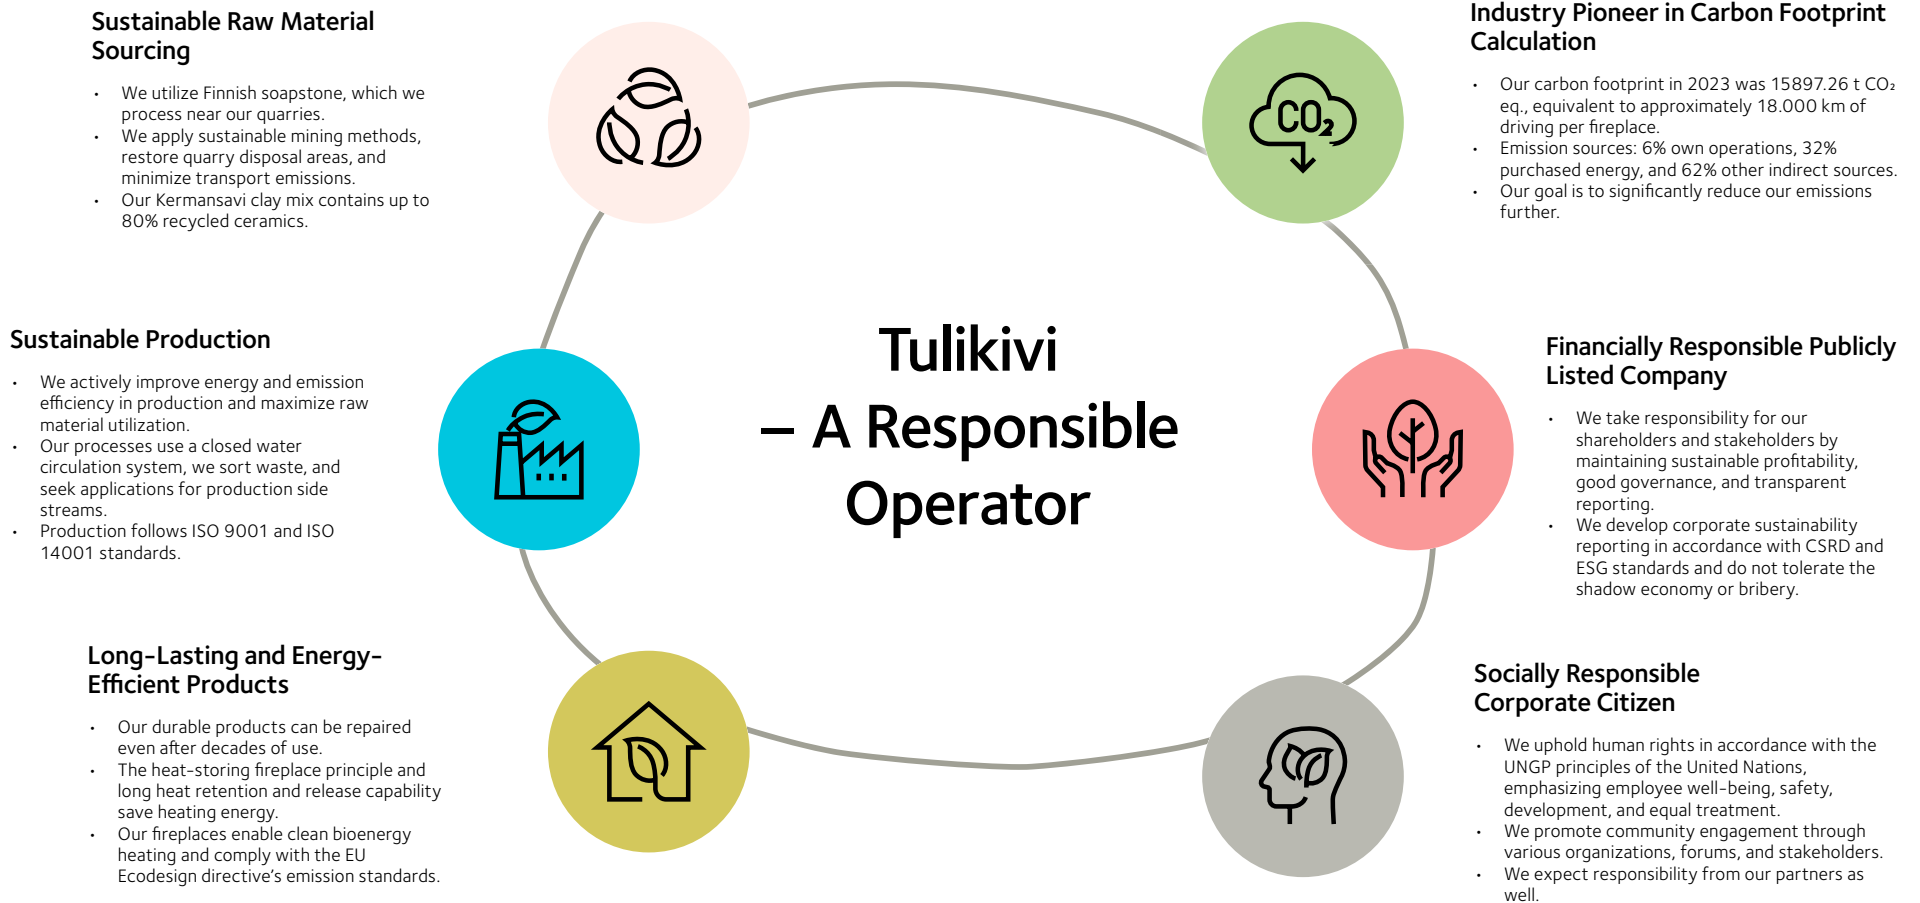 Sustainable Raw Material
Sourcing
• We utilize Finnish soapstone, which we
process near our quarries.
• We apply sustainable mining methods,
restore quarry disposal areas, and
minimize transport emissions.
• Our Kermansavi clay mix contains up to
80% recycled ceramics.
Sustainable Production
• We actively improve energy and emission
efficiency in production and maximize raw
material utilization.
• Our processes use a closed water
circulation system, we sort waste, and
seek applications for production side
streams.
• Production follows ISO 9001 and ISO
14001 standards.
Long-Lasting and Energy-
Efficient Products
• Our durable products can be repaired
even after decades of use.
• The heat-storing fireplace principle and
long heat retention and release capability
save heating energy.
• Our fireplaces enable clean bioenergy
heating and comply with the EU
Ecodesign directive's emission standards.
Tulikivi
– A Responsible
Operator
CO₂
Industry Pioneer in Carbon Footprint
Calculation
• Our carbon footprint in 2023 was 15897.26 t CO₂
eq., equivalent to approximately 18.000 km of
driving per fireplace.
• Emission sources: 6% own operations, 32%
purchased energy, and 62% other indirect sources.
• Our goal is to significantly reduce our emissions
further.
Financially Responsible Publicly
Listed Company
• We take responsibility for our
shareholders and stakeholders by
maintaining sustainable profitability,
good governance, and transparent
reporting.
• We develop corporate sustainability
reporting in accordance with CSRD and
ESG standards and do not tolerate the
shadow economy or bribery.
Socially Responsible
Corporate Citizen
• We uphold human rights in accordance with the
UNGP principles of the United Nations,
emphasizing employee well-being, safety,
development, and equal treatment.
• We promote community engagement through
various organizations, forums, and stakeholders.
• We expect responsibility from our partners as
well.